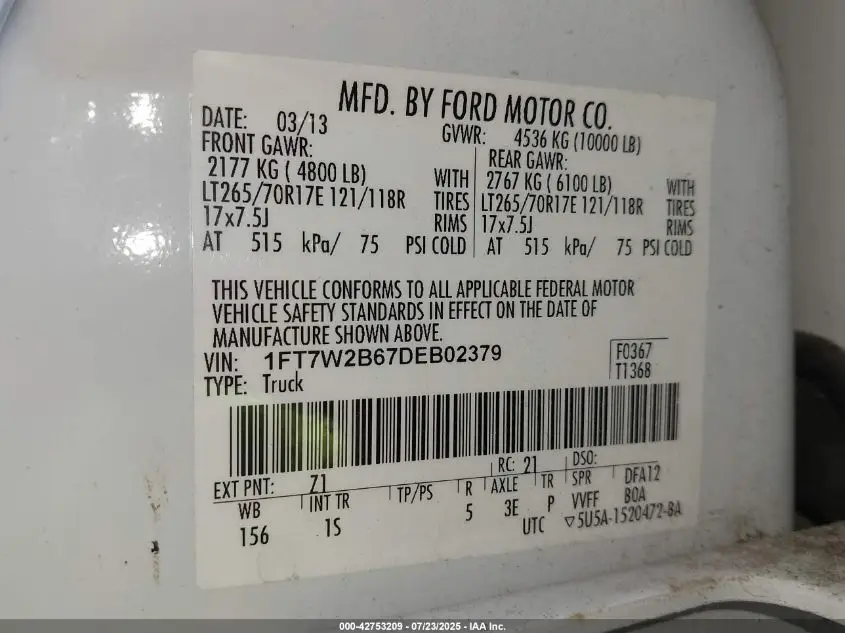 MFD. BY FORD MOTOR CO.
DATE: 03/13 GVWR: 4536 KG (10000 LB)
FRONT GAWR: REAR GAWR:
2177 KG ( 4800 LB) WITH 2767 KG ( 6100 LB) WITH
LT265/70R17E 121/118R TIRES LT265/70R17E 121/118R TIRES
17x7.5J RIMS 17x7.5J RIMS
AT 515 kPa/ 75 PSI COLD AT 515 kPa/ 75 PSI COLD
THIS VEHICLE CONFORMS TO ALL APPLICABLE FEDERAL MOTOR
VEHICLE SAFETY STANDARDS IN EFFECT ON THE DATE OF
MANUFACTURE SHOWN ABOVE.
VIN: 1FT7W2B67DEB02379 F0367
TYPE: Truck T1368
EXT PNT: Z1 RC: 21 DSO:
WB INT TR TP/PS R AXLE TR SPR DFA12
156 1S 5 3E P VVFF BOA
UTC ▽5U5A-1520472-BA
000-42753209 - 07/23/2025 - IAA Inc.